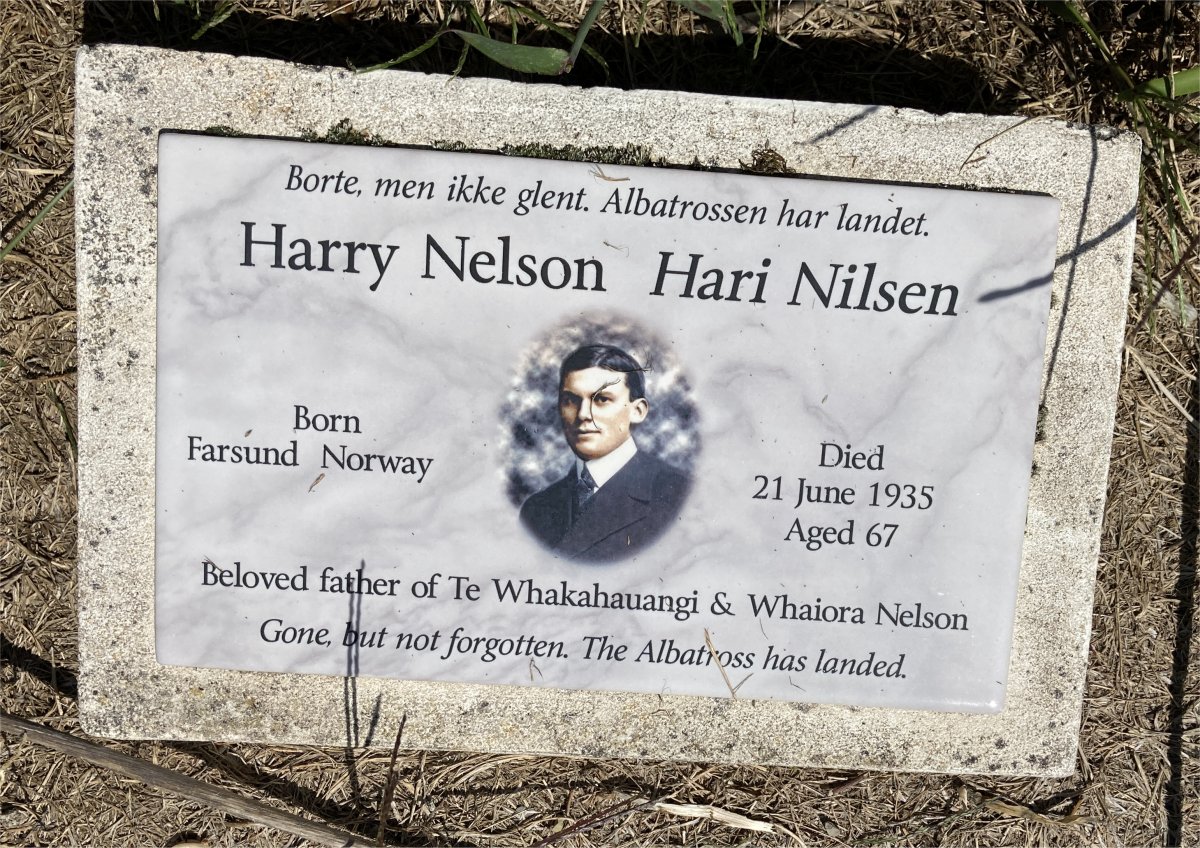 Borte, men ikke glent. Albatrossen har landet.
Harry Nelson Hari Nilsen
Born
Farsund Norway
Died
21 June 1935
Aged 67
Beloved father of Te Whakahauangi & Whaiora Nelson
Gone, but not forgotten. The Albatross has landed.